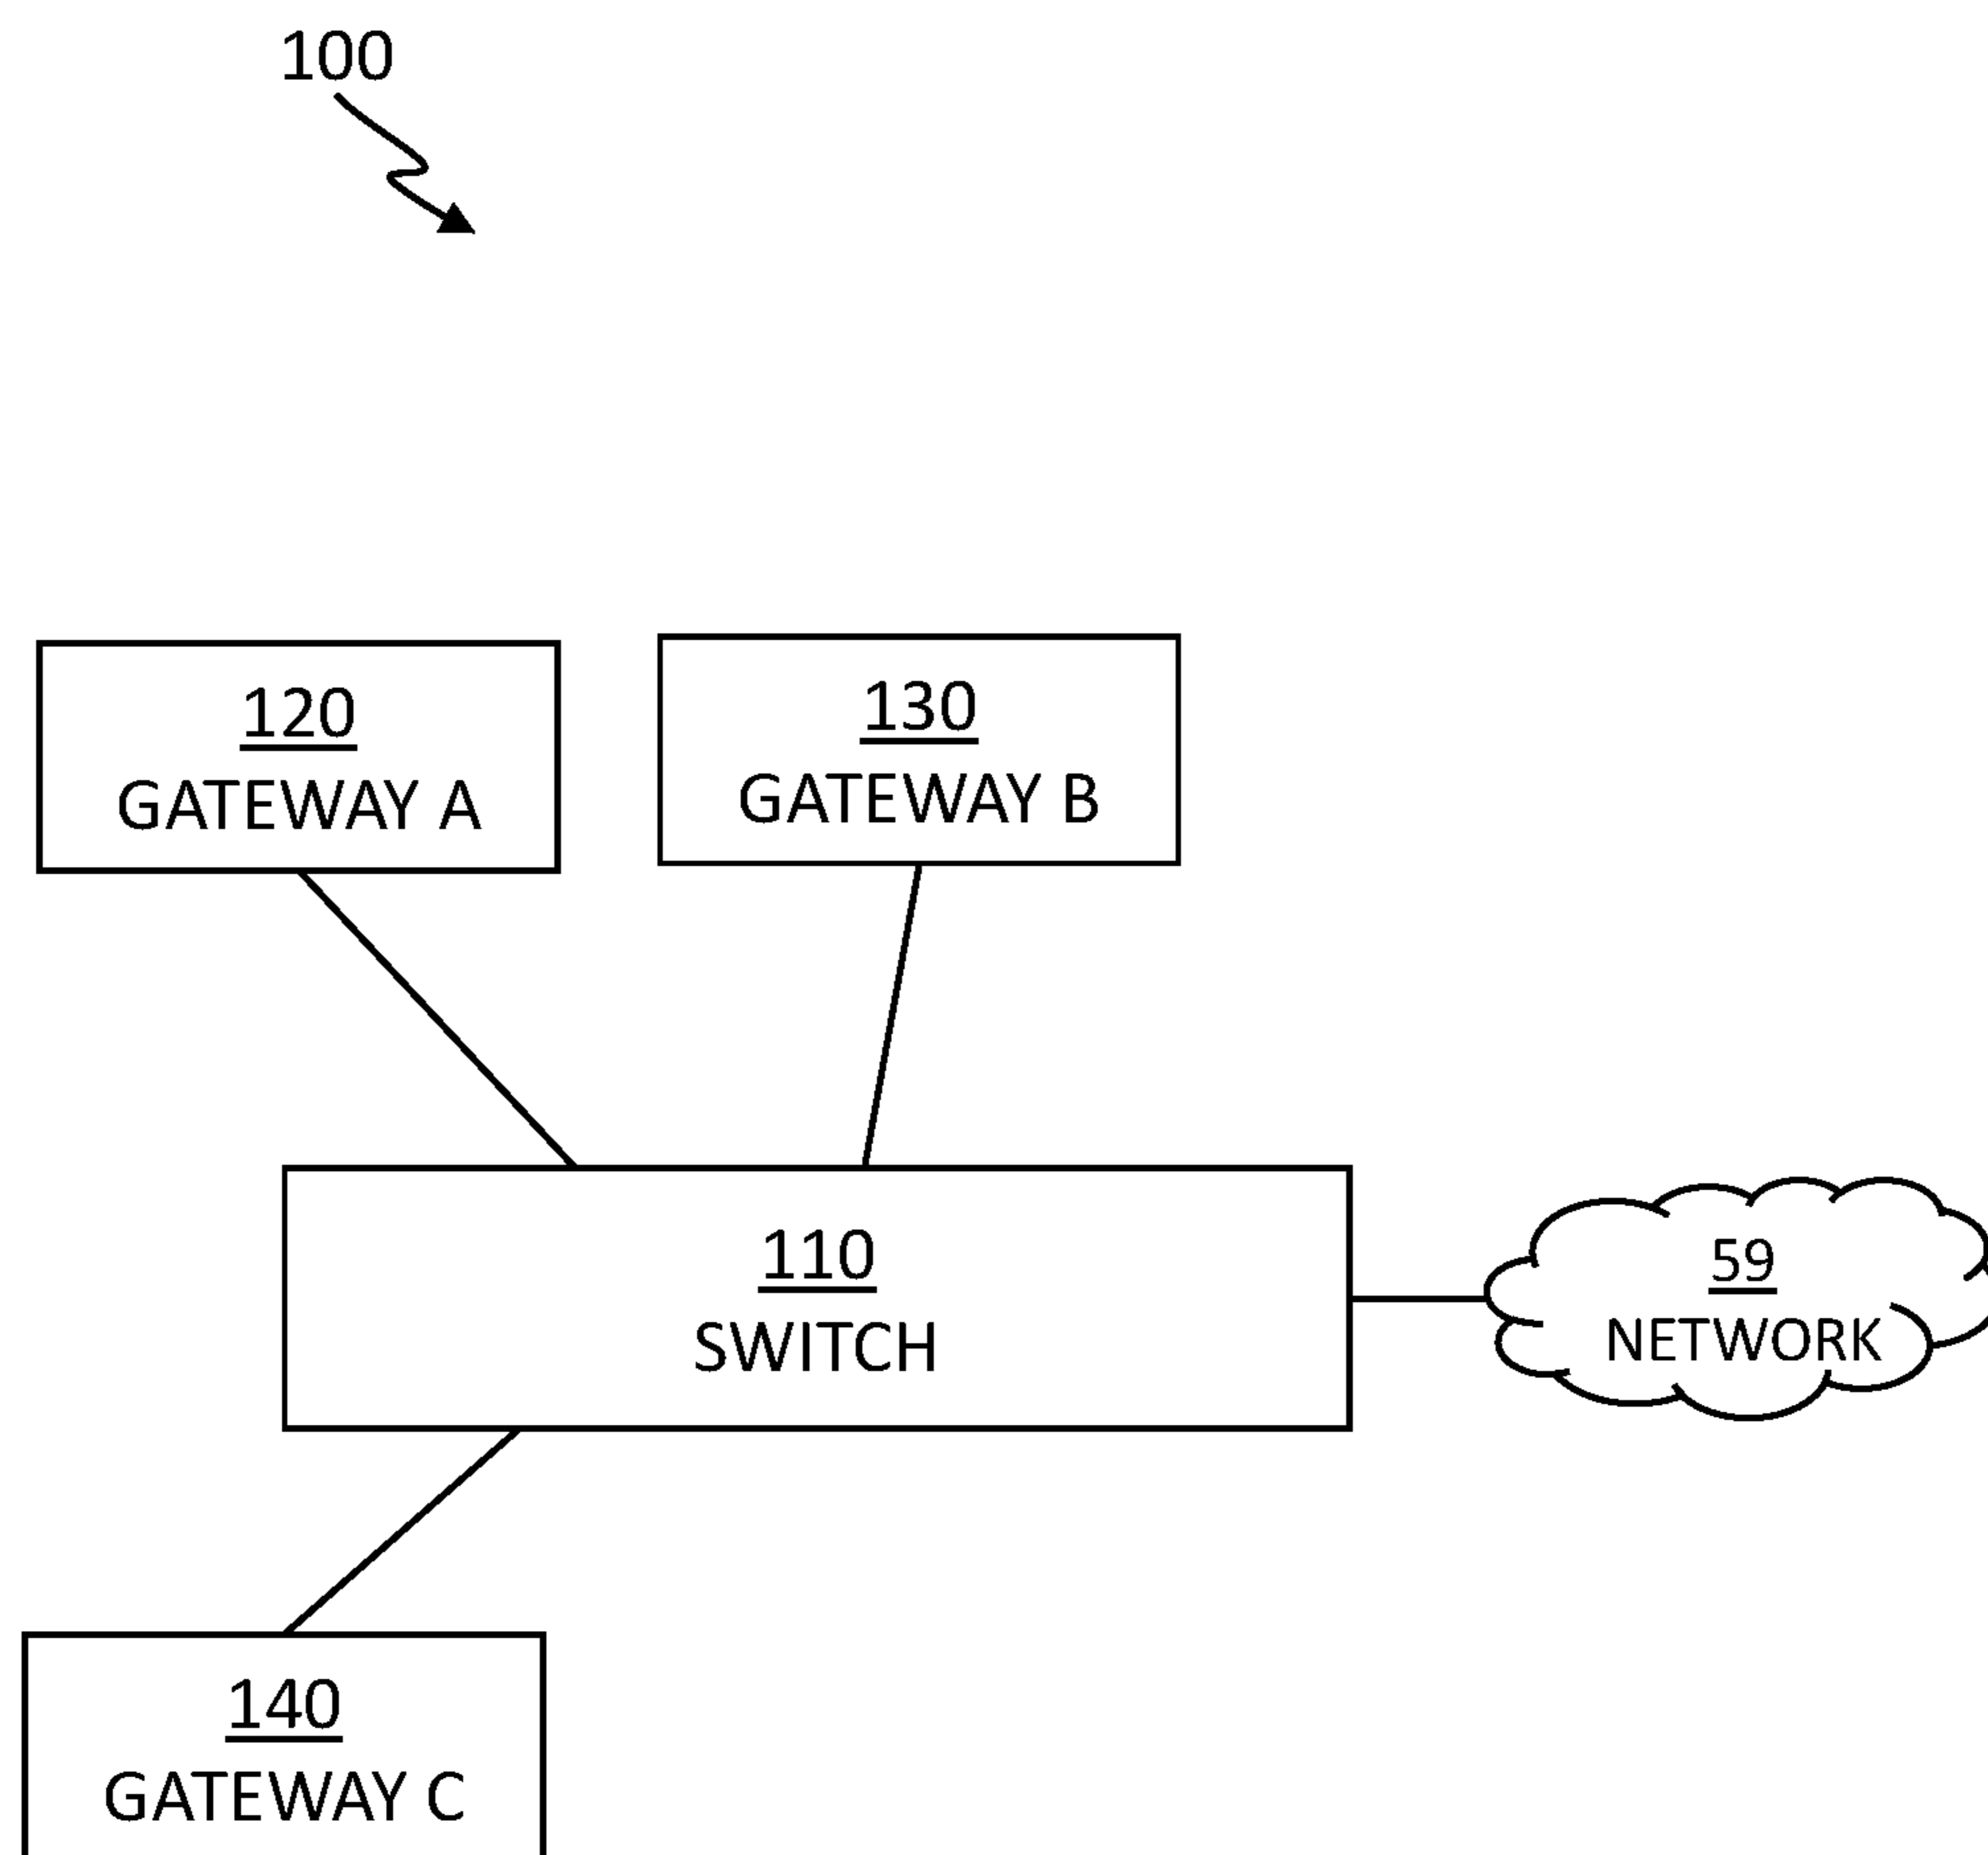 100
120
GATEWAY A
130
GATEWAY B
110
SWITCH
59
NETWORK
140
GATEWAY C